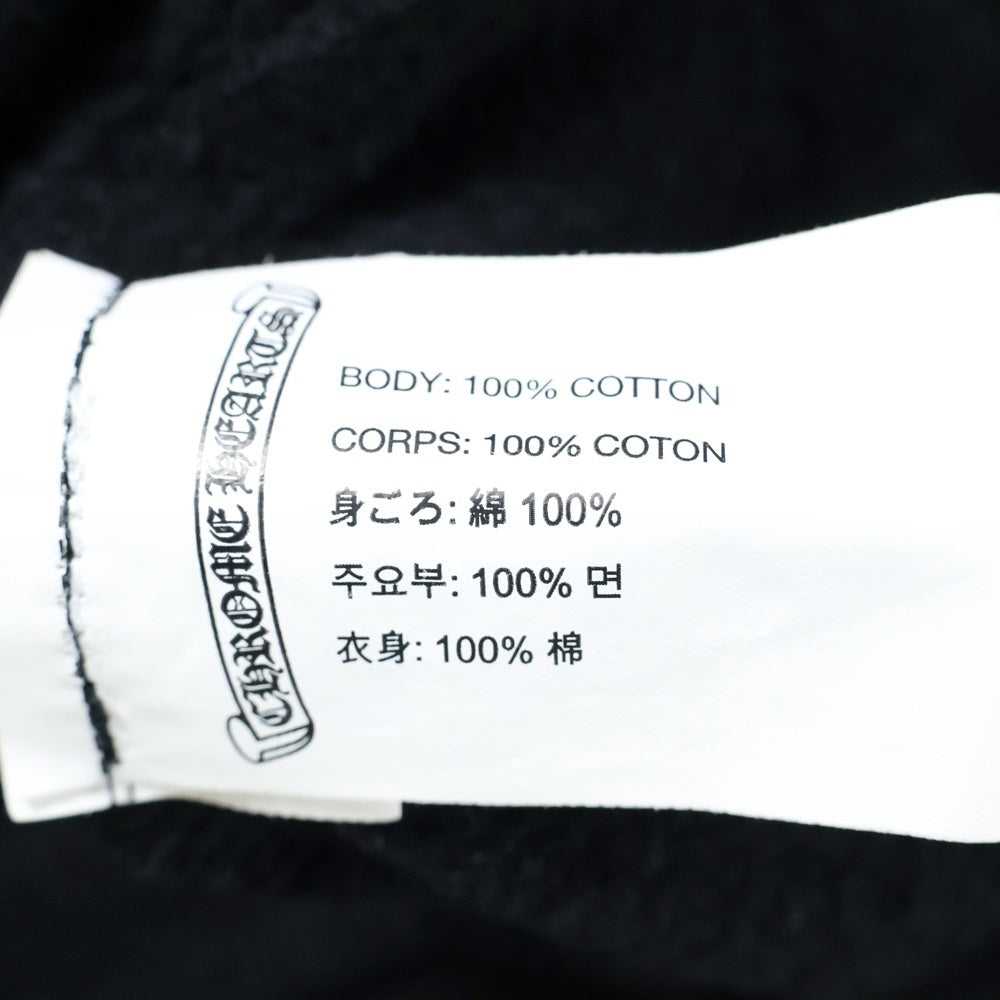 CHROME HEARTS
BODY: 100% COTTON
CORPS: 100% COTON
身ごろ: 綿 100%
주요부: 100% 면
衣身: 100% 棉